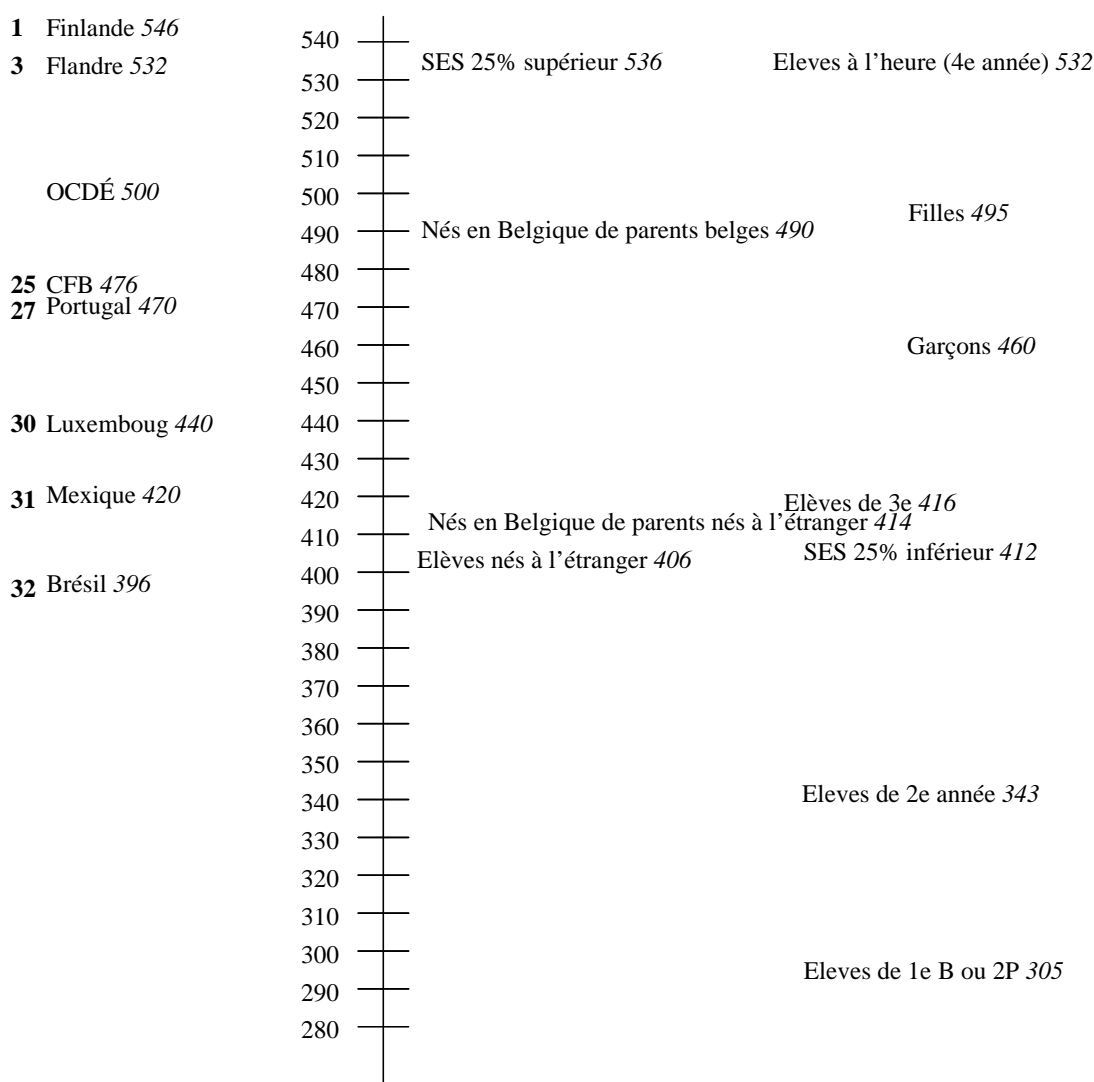 1 Finlande 546
3 Flandre 532
OCDÉ 500
25 CFB 476
27 Portugal 470
30 Luxemboug 440
31 Mexique 420
32 Brésil 396
540
530
520
510
500
490
480
470
460
450
440
430
420
410
400
390
380
370
360
350
340
330
320
310
300
290
280
SES 25% supérieur 536
Nés en Belgique de parents belges 490
Nés en Belgique de parents nés à l'étranger 414
Elèves nés à l'étranger 406
Eleves à l'heure (4e année) 532
Filles 495
Garçons 460
Elèves de 3e 416
SES 25% inférieur 412
Eleves de 2e année 343
Eleves de 1e B ou 2P 305